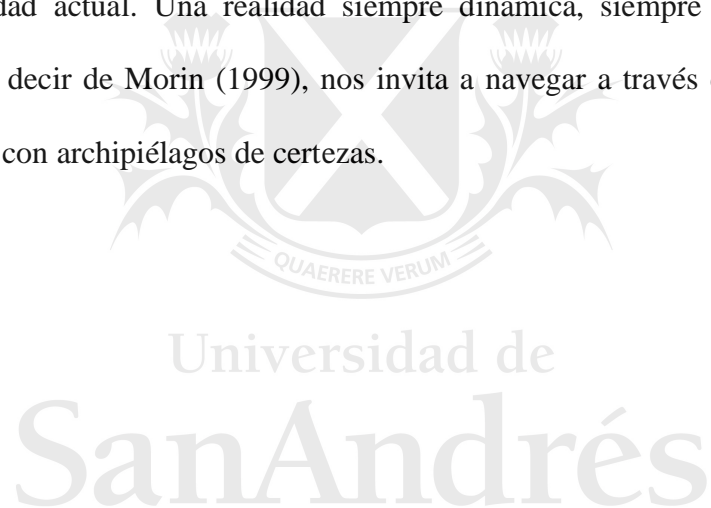 dad actual. Una realidad siempre dinámica, siempre
decir de Morin (1999), nos invita a navegar a través
con archipiélagos de certezas.
QUAERERE VERUM
Universidad de
SanAndrés